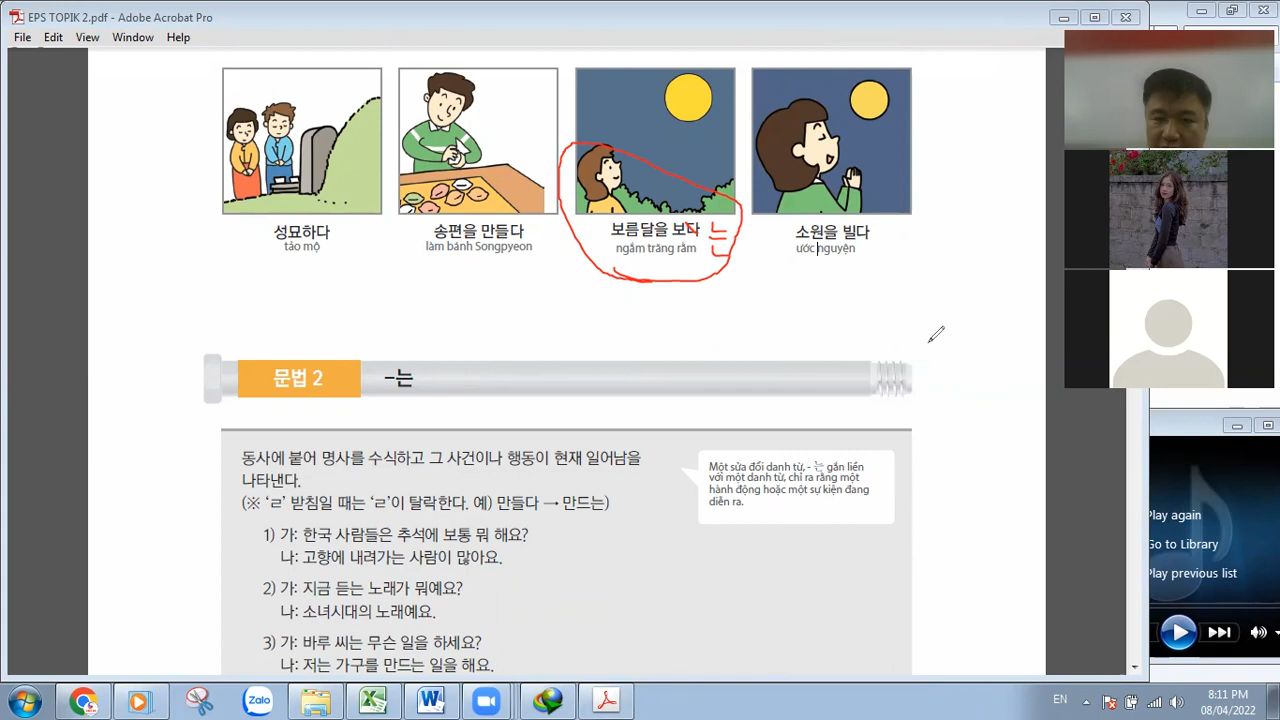 EPS TOPIK 2.pdf - Adobe Acrobat Pro
File Edit View Window Help
성묘하다
tảo mộ
송편을 만들다
làm bánh Songpyeon
보름달을 보다
ngắm trăng rằm
는
소원을 빌다
ước nguyện
문법 2 -는
동사에 붙어 명사를 수식하고 그 사건이나 행동이 현재 일어남을
나타낸다.
(※ ‘ㄹ’ 받침일 때는 ‘ㄹ’이 탈락한다. 예) 만들다 → 만드는)
Một sửa đổi danh từ, - 는 gắn liền
với một danh từ, chỉ ra rằng một
hành động hoặc một sự kiện đang
diễn ra.
1) 가: 한국 사람들은 추석에 보통 뭐 해요?
나: 고향에 내려가는 사람이 많아요.
2) 가: 지금 듣는 노래가 뭐예요?
나: 소녀시대의 노래예요.
3) 가: 바루 씨는 무슨 일을 하세요?
나: 저는 가구를 만드는 일을 해요.
Play again
Go to Library
Play previous list
Zalo
EN
8:11 PM
08/04/2022